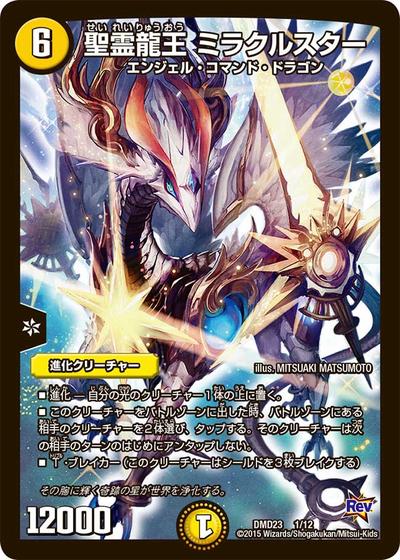 6
せい れい りゅう おう
聖霊龍王 ミラクルスター
エンジェル・コマンド・ドラゴン
進化クリーチャー
illus. MITSUAKI MATSUMOTO
■ 進化 ― 自分の光のクリーチャー1体の上に置く。
■ このクリーチャーをバトルゾーンに出した時、バトルゾーンにある
相手のクリーチャーを2体選び、タップする。そのクリーチャーは次
の相手のターンのはじめにアンタップしない。
■ T・ブレイカー (このクリーチャーはシールドを3枚ブレイクする)
その胸に輝く奇跡の星が世界を浄化する。
Rev
12000
1
DMD23 1/12
©2015 Wizards/Shogakukan/Mitsui-Kids